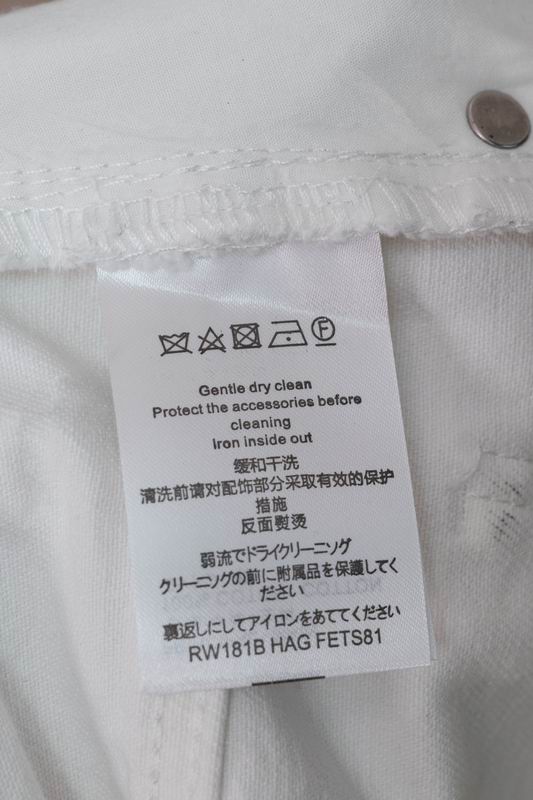 F
Gentle dry clean
Protect the accessories before
cleaning
Iron inside out
缓和干洗
清洗前请对配饰部分采取有效的保护
措施
反面熨烫
弱流でドライクリーニング
クリーニングの前に附属品を保護してく
ださい
裏返しにしてアイロンをあててください
RW181B HAG FETS81